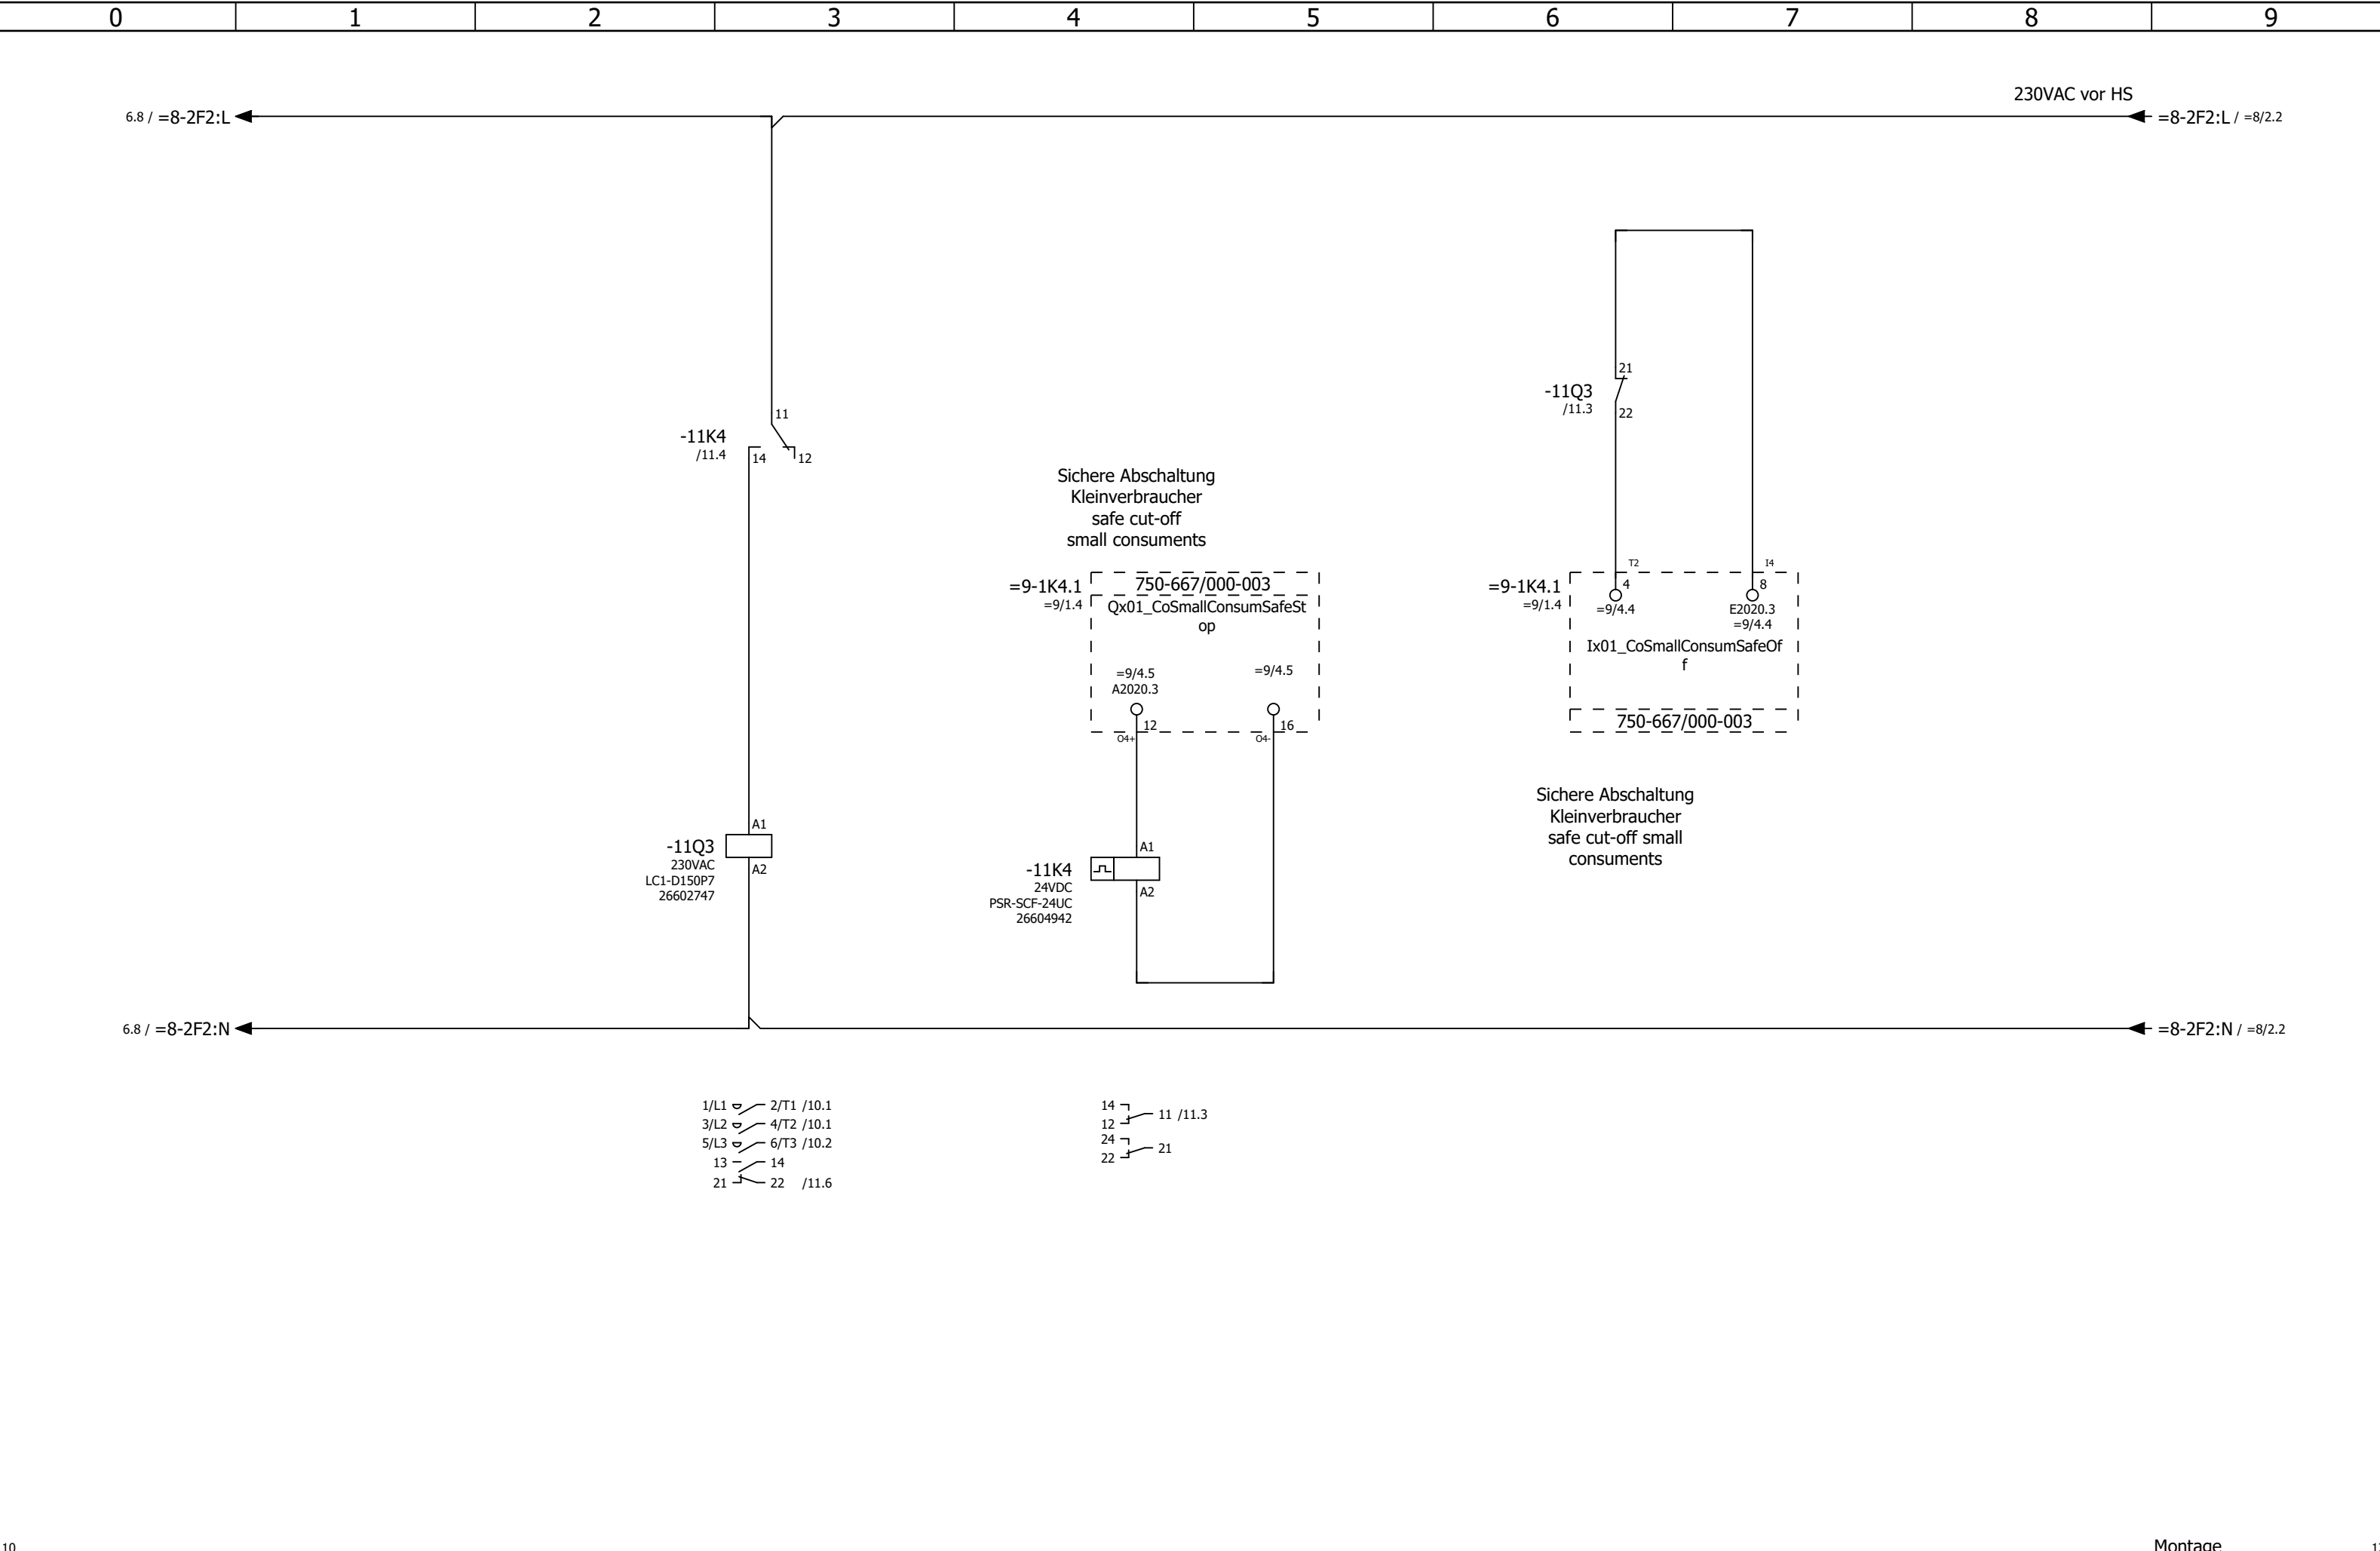 0 1 2 3 4 5 6 7 8 9
230VAC vor HS
6.8 / =8-2F2:L
=8-2F2:L / =8/2.2
11
-11K4
/11.4
14 12
21
-11Q3
/11.3
22
Sichere Abschaltung
Kleinverbraucher
safe cut-off
small consuments
=9-1K4.1
=9/1.4
750-667/000-003
Qx01_CoSmallConsumSafeSt
op
=9/4.5
A2020.3
=9/4.5
12
16
O4+
O4-
=9-1K4.1
=9/1.4
T2
I4
4
8
=9/4.4
E2020.3
=9/4.4
Ix01_CoSmallConsumSafeOf
f
750-667/000-003
Sichere Abschaltung
Kleinverbraucher
safe cut-off small
consuments
A1
-11Q3
230VAC
A2
LC1-D150P7
26602747
A1
-11K4
24VDC
A2
PSR-SCF-24UC
26604942
6.8 / =8-2F2:N
=8-2F2:N / =8/2.2
1/L1 2/T1 /10.1
3/L2 4/T2 /10.1
5/L3 6/T3 /10.2
13 14
21 22 /11.6
14
12
11 /11.3
24
22
21
10
Montage